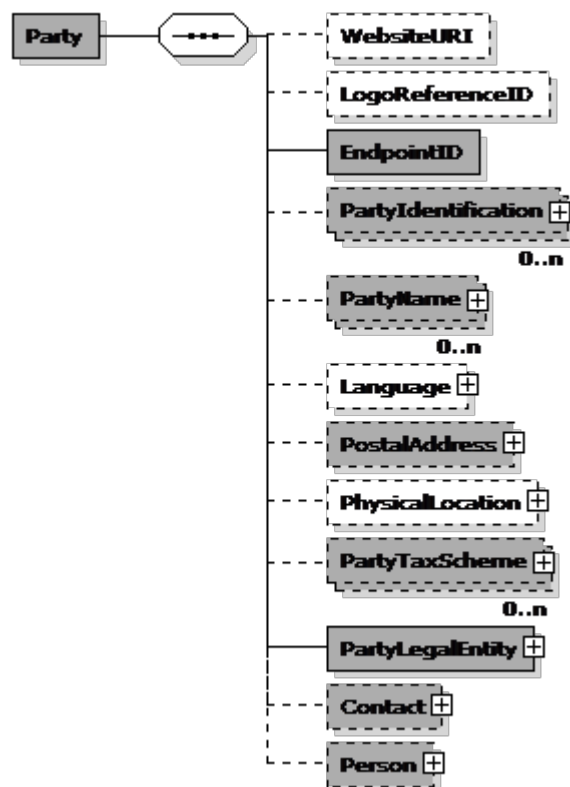 Party
WebsiteURI
LogoReferenceID
EndpointID
PartyIdentification
0..n
PartyName
0..n
Language
PostalAddress
PhysicalLocation
PartyTaxScheme
0..n
PartyLegalEntity
Contact
Person